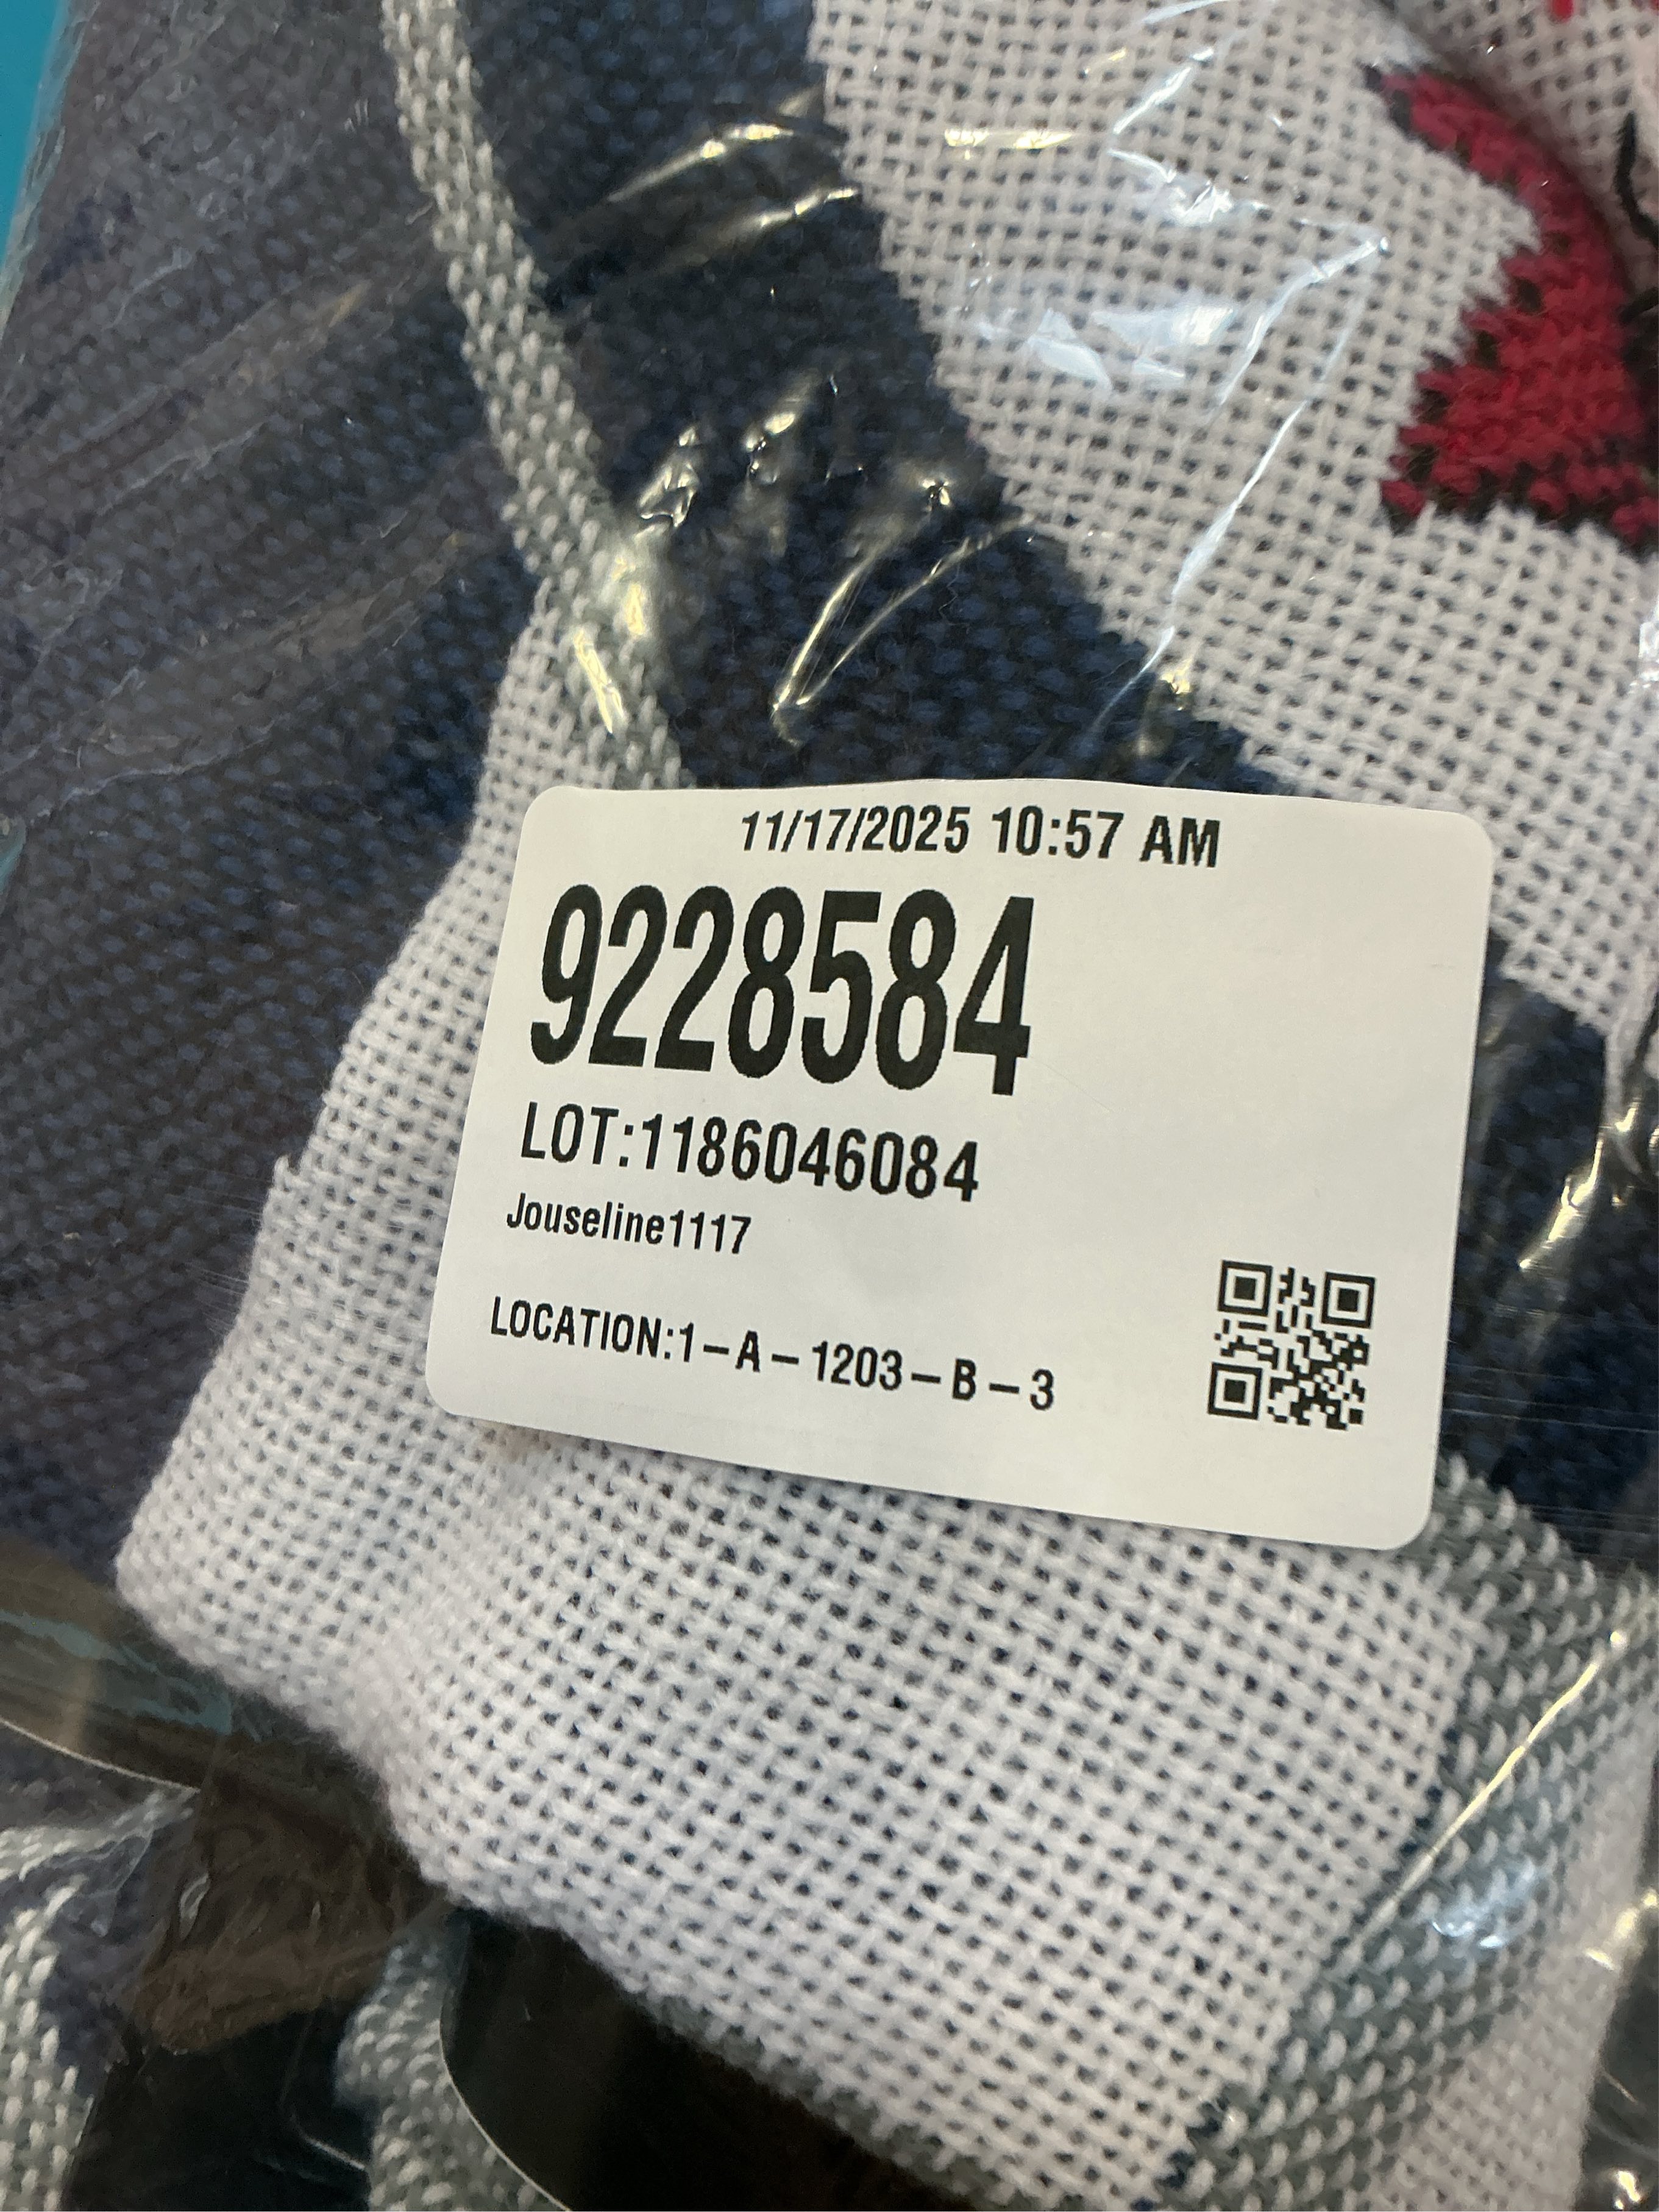 11/17/2025 10:57 AM
9228584
LOT:1186046084
Jouseline1117
LOCATION:1-A-1203-B-3